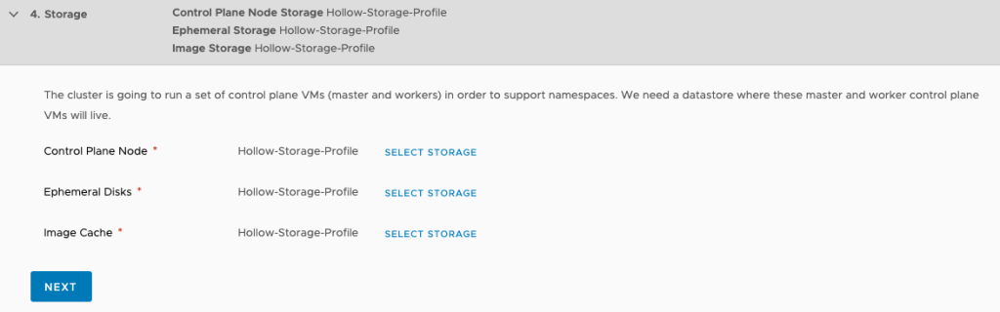 4. Storage
Control Plane Node Storage Hollow-Storage-Profile
Ephemeral Storage Hollow-Storage-Profile
Image Storage Hollow-Storage-Profile
The cluster is going to run a set of control plane VMs (master and workers) in order to support namespaces. We need a datastore where these master and worker control plane
VMs will live.
Control Plane Node * Hollow-Storage-Profile SELECT STORAGE
Ephemeral Disks * Hollow-Storage-Profile SELECT STORAGE
Image Cache * Hollow-Storage-Profile SELECT STORAGE
NEXT